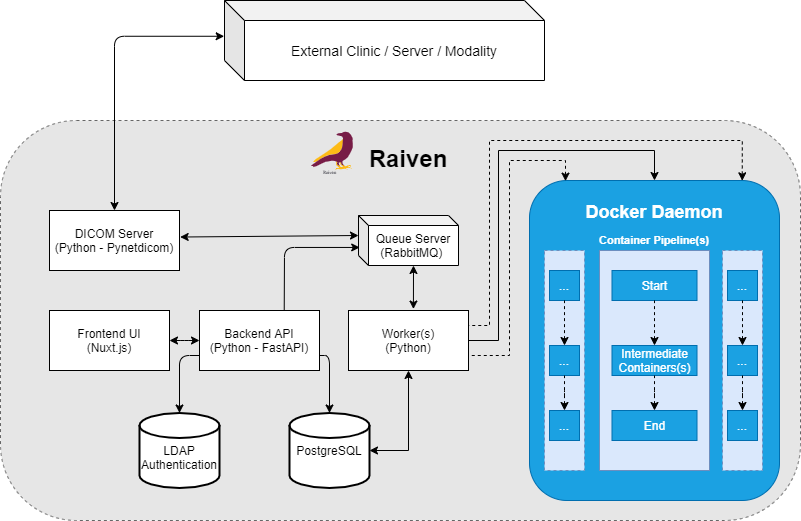 External Clinic / Server / Modality
Raiven
Raiven
DICOM Server
(Python - Pynetdicom)
Queue Server
(RabbitMQ)
Frontend UI
(Nuxt.js)
Backend API
(Python - FastAPI)
Worker(s)
(Python)
LDAP
Authentication
PostgreSQL
Docker Daemon
Container Pipeline(s)
...
Start
...
...
Intermediate
Containers(s)
...
...
End
...